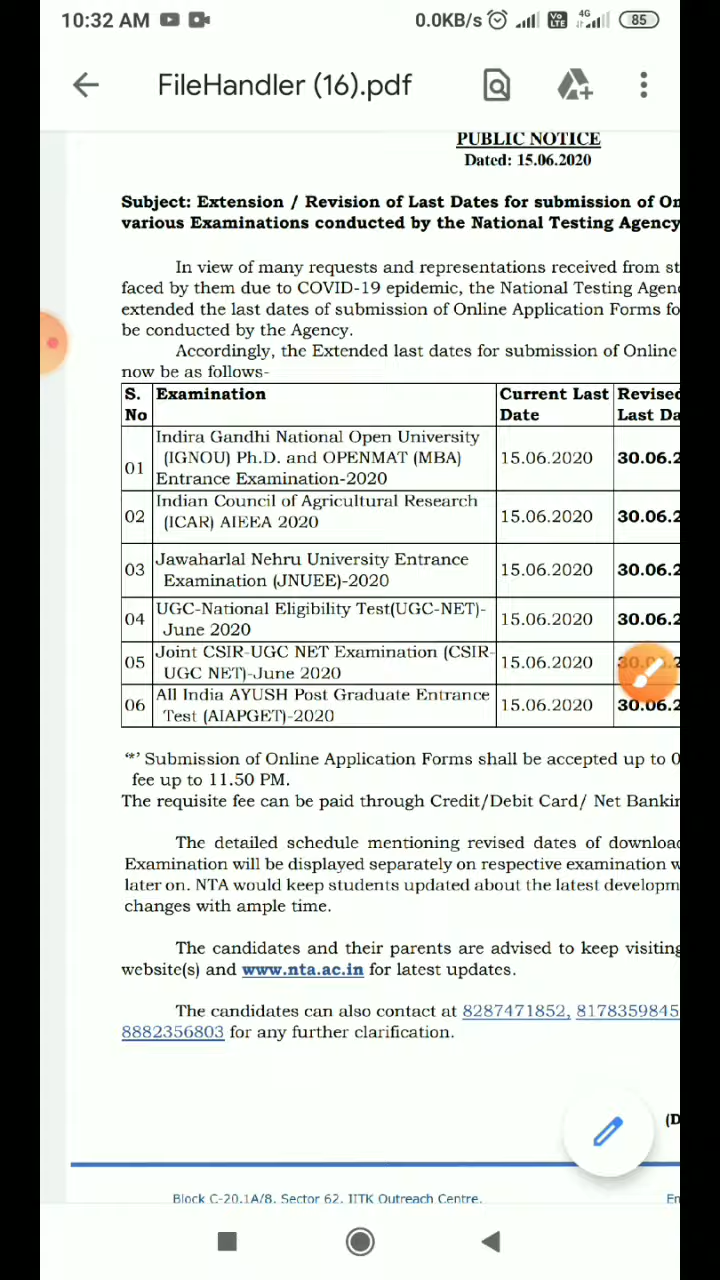 10:32 AM
0.0KB/s
Vo LTE
4G
85
FileHandler (16).pdf
PUBLIC NOTICE
Dated: 15.06.2020
Subject: Extension / Revision of Last Dates for submission of On
various Examinations conducted by the National Testing Agency
In view of many requests and representations received from st
faced by them due to COVID-19 epidemic, the National Testing Agen
extended the last dates of submission of Online Application Forms fo
be conducted by the Agency.
Accordingly, the Extended last dates for submission of Online
now be as follows-
S. No Examination Current Last Date Revised Last Da
01 Indira Gandhi National Open University (IGNOU) Ph.D. and OPENMAT (MBA) Entrance Examination-2020 15.06.2020 30.06.2
02 Indian Council of Agricultural Research (ICAR) AIEEA 2020 15.06.2020 30.06.2
03 Jawaharlal Nehru University Entrance Examination (JNUEE)-2020 15.06.2020 30.06.2
04 UGC-National Eligibility Test(UGC-NET)- June 2020 15.06.2020 30.06.2
05 Joint CSIR-UGC NET Examination (CSIR- UGC NET)-June 2020 15.06.2020
06 All India AYUSH Post Graduate Entrance Test (AIAPGET)-2020 15.06.2020 30.06.2
'*' Submission of Online Application Forms shall be accepted up to 0
fee up to 11.50 PM.
The requisite fee can be paid through Credit/Debit Card/ Net Bankin
The detailed schedule mentioning revised dates of downloa
Examination will be displayed separately on respective examination w
later on. NTA would keep students updated about the latest developm
changes with ample time.
The candidates and their parents are advised to keep visiting
website(s) and www.nta.ac.in for latest updates.
The candidates can also contact at 8287471852, 8178359845
8882356803 for any further clarification.
(D
Block C-20.1A/8, Sector 62, IITK Outreach Centre,
En